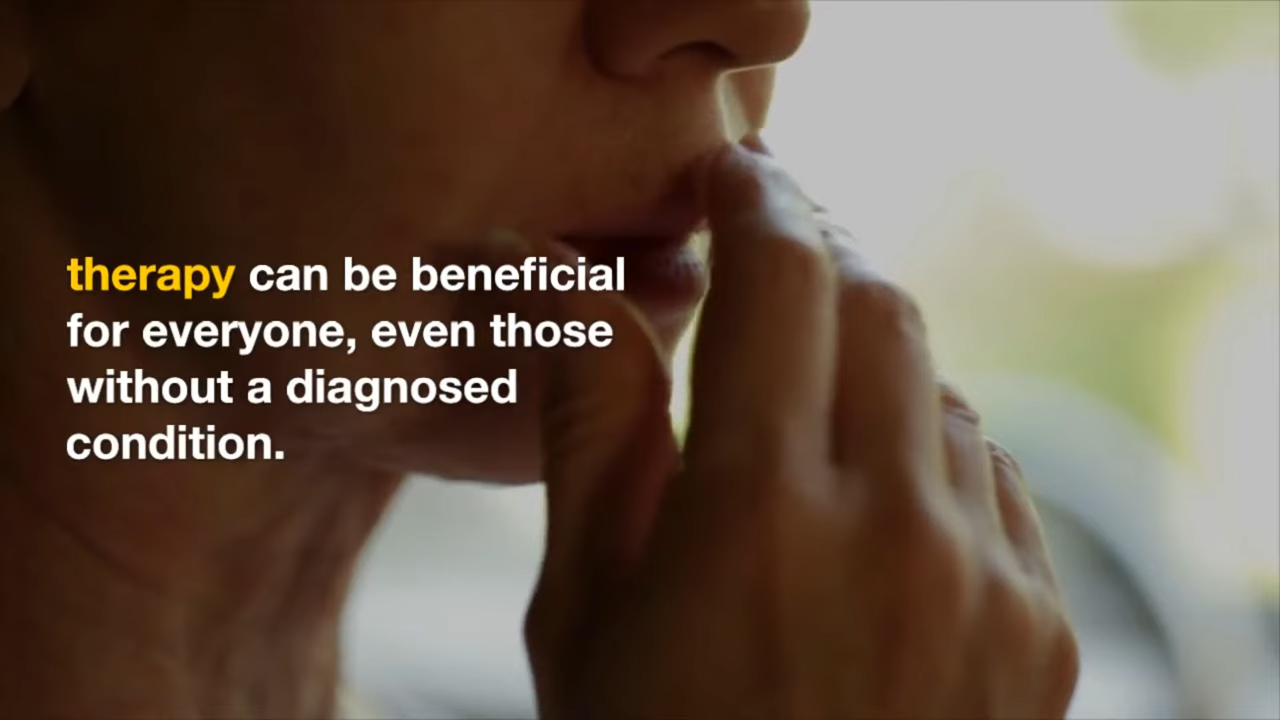 therapy can be beneficial
for everyone, even those
without a diagnosed
condition.